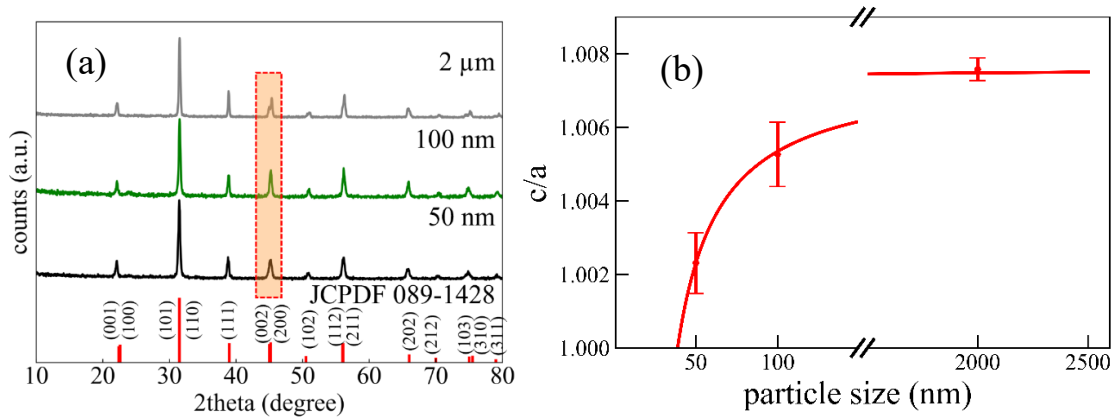 (a)
2 µm
100 nm
50 nm
JCPDF 089-1428
counts (a.u.)
(001)
(100)
(101)
(110)
(111)
(002)
(200)
(102)
(112)
(211)
(202)
(212)
(103)
(310)
(311)
10 20 30 40 50 60 70 80
2theta (degree)
(b)
c/a
1.008
1.006
1.004
1.002
1.000
50 100 2000 2500
particle size (nm)